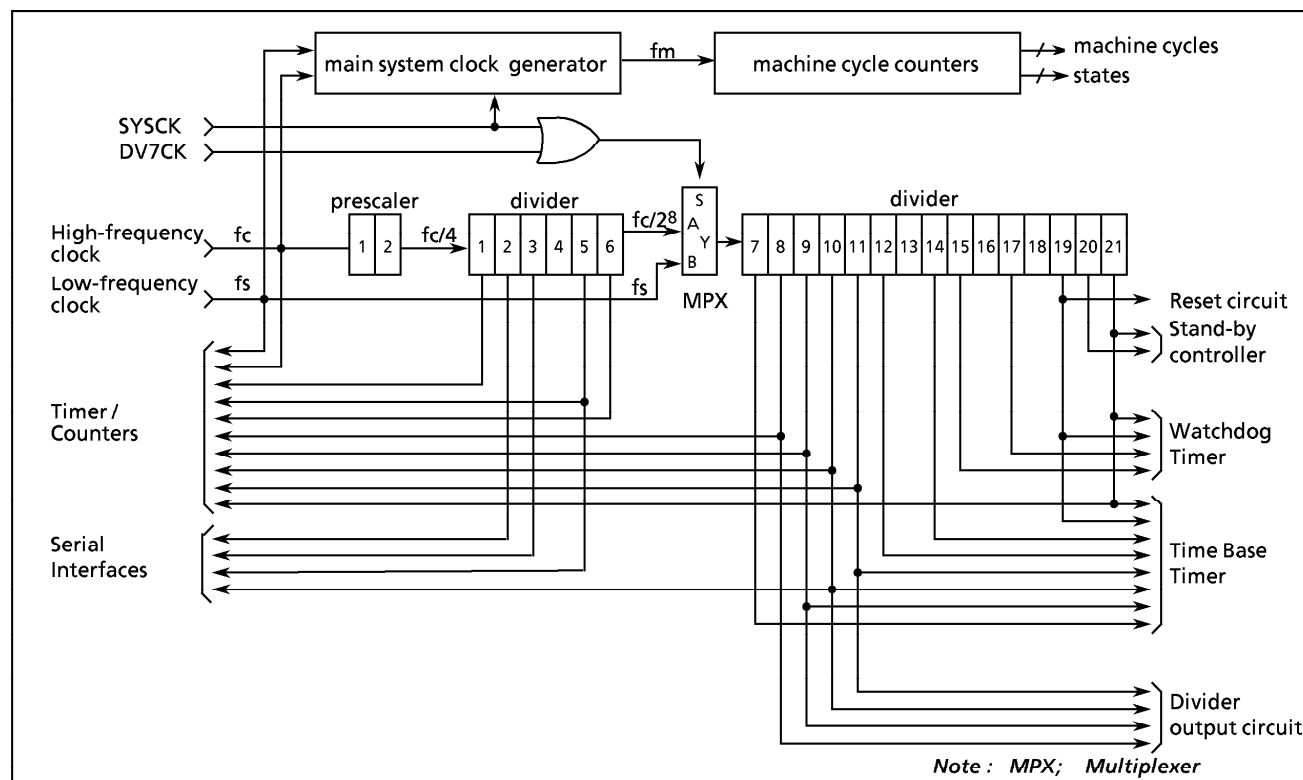 main system clock generator
fm
machine cycle counters
machine cycles
states
SYSCK
DV7CK
prescaler
divider
divider
High-frequency
clock
fc
1 2
fc/4
1 2 3 4 5 6
fc/2⁸
S
A
Y
B
MPX
7 8 9 10 11 12 13 14 15 16 17 18 19 20 21
Low-frequency
clock
fs
fs
Reset circuit
Stand-by
controller
Timer /
Counters
Watchdog
Timer
Serial
Interfaces
Time Base
Timer
Divider
output circuit
Note : MPX; Multiplexer